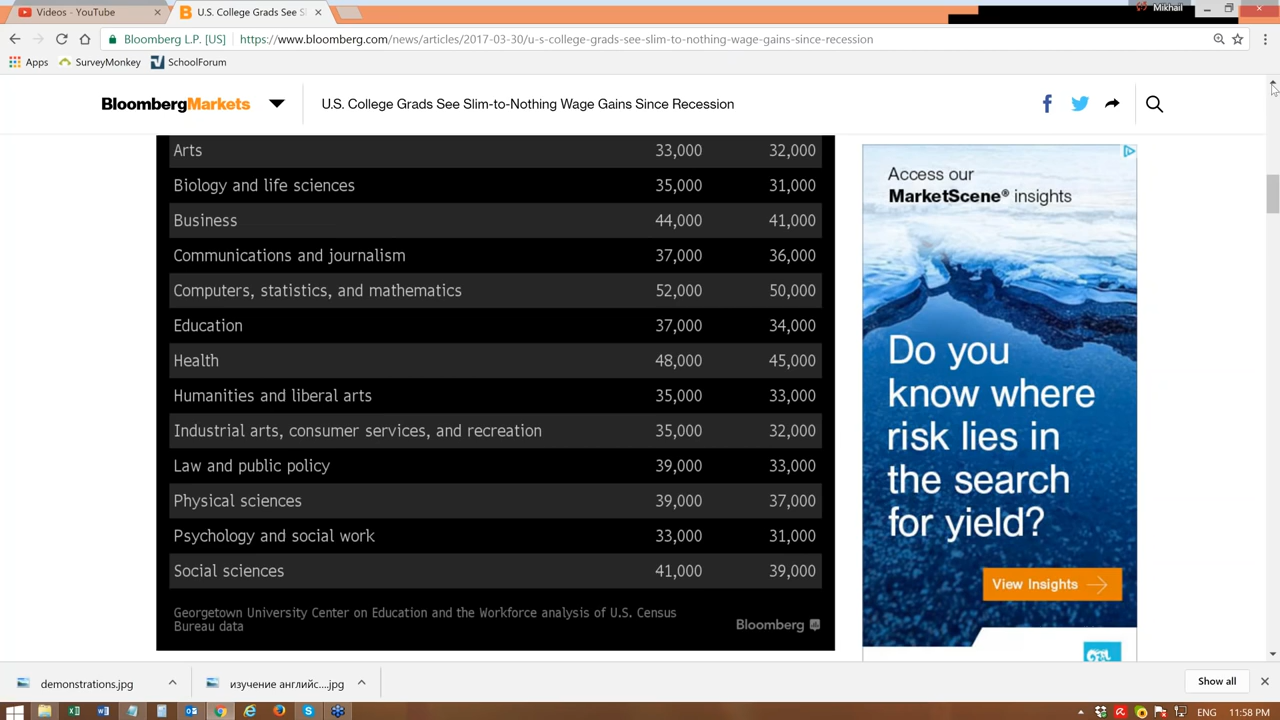 Videos - YouTube
U.S. College Grads See S
Mikhail
Bloomberg L.P. [US]
https://www.bloomberg.com/news/articles/2017-03-30/u-s-college-grads-see-slim-to-nothing-wage-gains-since-recession
Apps SurveyMonkey SchoolForum
BloombergMarkets
U.S. College Grads See Slim-to-Nothing Wage Gains Since Recession
Arts 33,000 32,000
Biology and life sciences 35,000 31,000
Business 44,000 41,000
Communications and journalism 37,000 36,000
Computers, statistics, and mathematics 52,000 50,000
Education 37,000 34,000
Health 48,000 45,000
Humanities and liberal arts 35,000 33,000
Industrial arts, consumer services, and recreation 35,000 32,000
Law and public policy 39,000 33,000
Physical sciences 39,000 37,000
Psychology and social work 33,000 31,000
Social sciences 41,000 39,000
Georgetown University Center on Education and the Workforce analysis of U.S. Census
Bureau data
Bloomberg
Access our
MarketScene® insights
Do you
know where
risk lies in
the search
for yield?
View Insights
demonstrations.jpg
изучение английс....jpg
Show all
ENG 11:58 PM